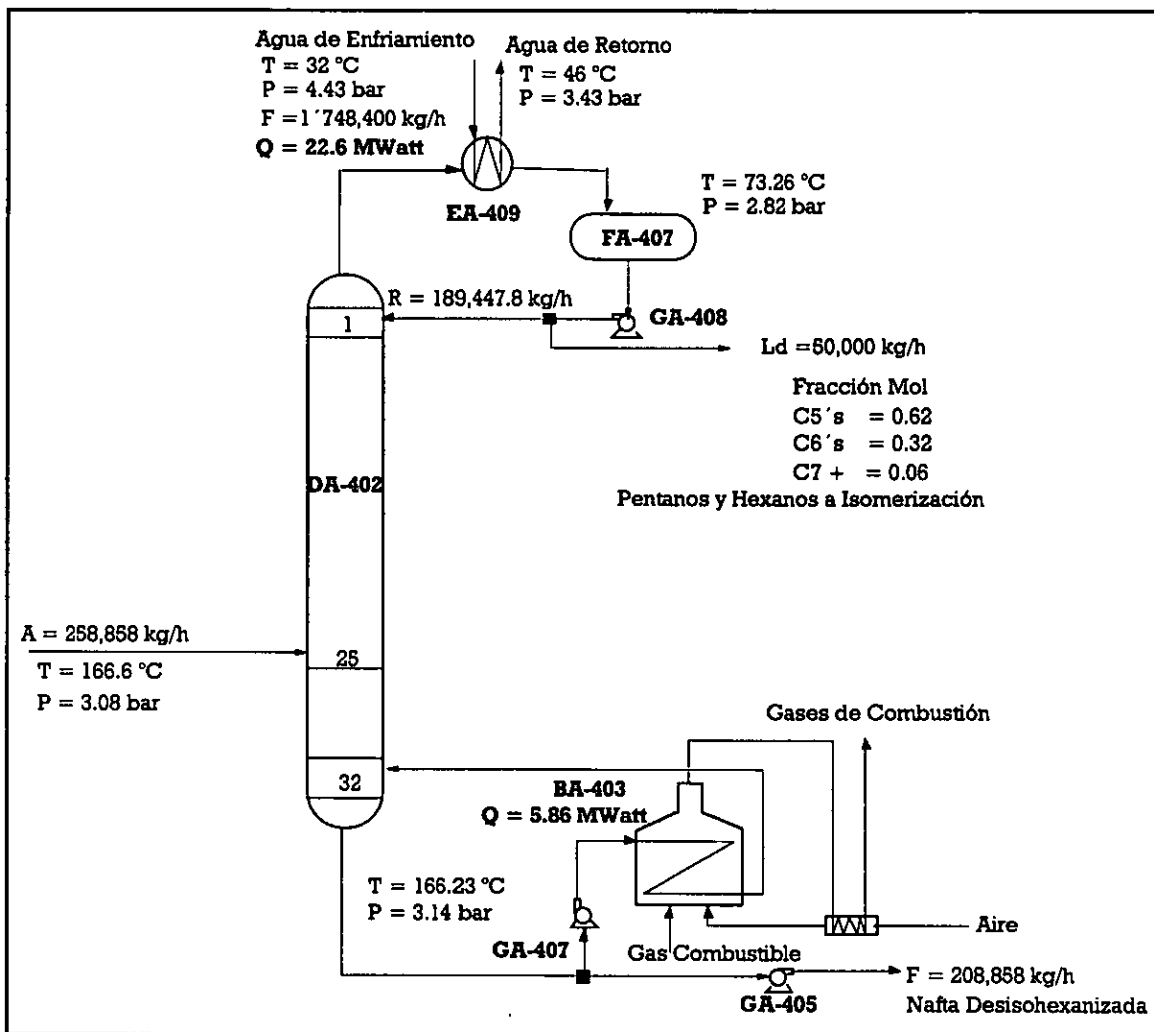 Agua de Enfriamiento
T = 32 °C
P = 4.43 bar
F = 1´748,400 kg/h
Q = 22.6 MWatt
Agua de Retorno
T = 46 °C
P = 3.43 bar
EA-409
T = 73.26 °C
P = 2.82 bar
FA-407
R = 189,447.8 kg/h
GA-408
1
Ld =50,000 kg/h
Fracción Mol
C5´s = 0.62
C6´s = 0.32
C7 + = 0.06
Pentanos y Hexanos a Isomerización
DA-402
A = 258,858 kg/h
T = 166.6 °C
P = 3.08 bar
25
Gases de Combustión
32
BA-403
Q = 5.86 MWatt
T = 166.23 °C
P = 3.14 bar
GA-407
Gas Combustible
Aire
GA-405
F = 208,858 kg/h
Nafta Desisohexanizada